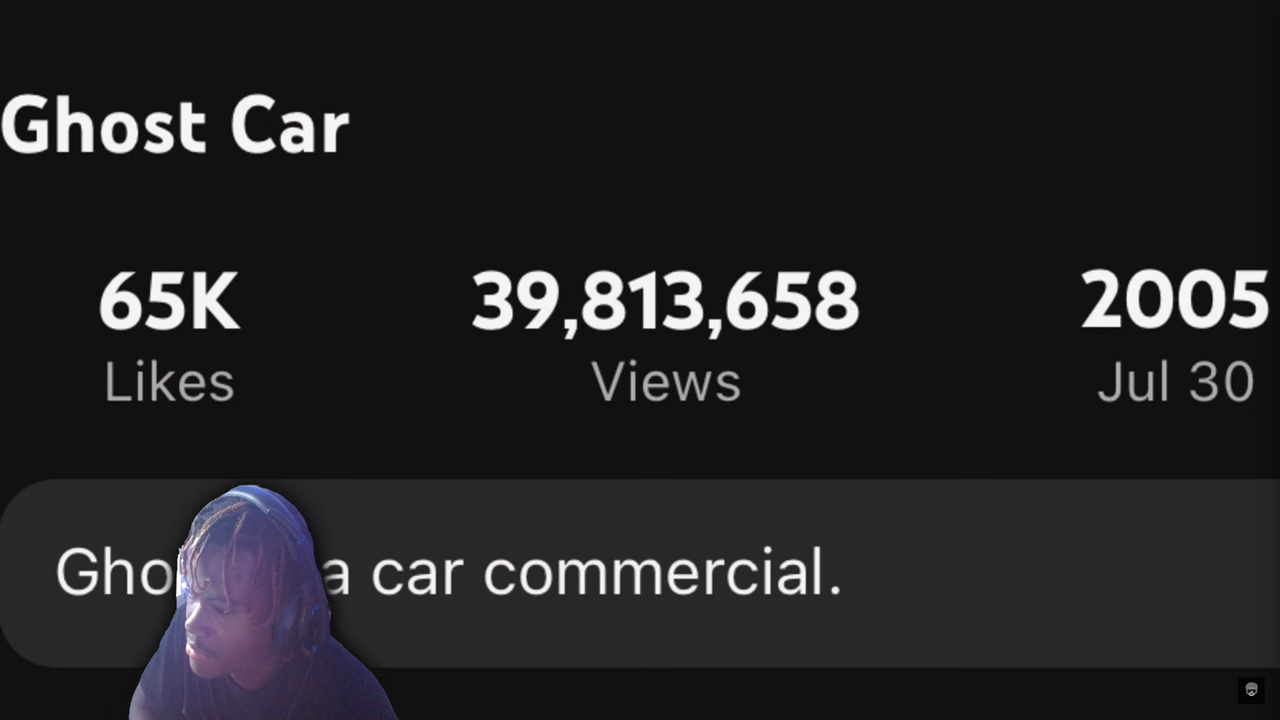 Ghost Car
65K 39,813,658 2005
Likes Views Jul 30
a car commercial.